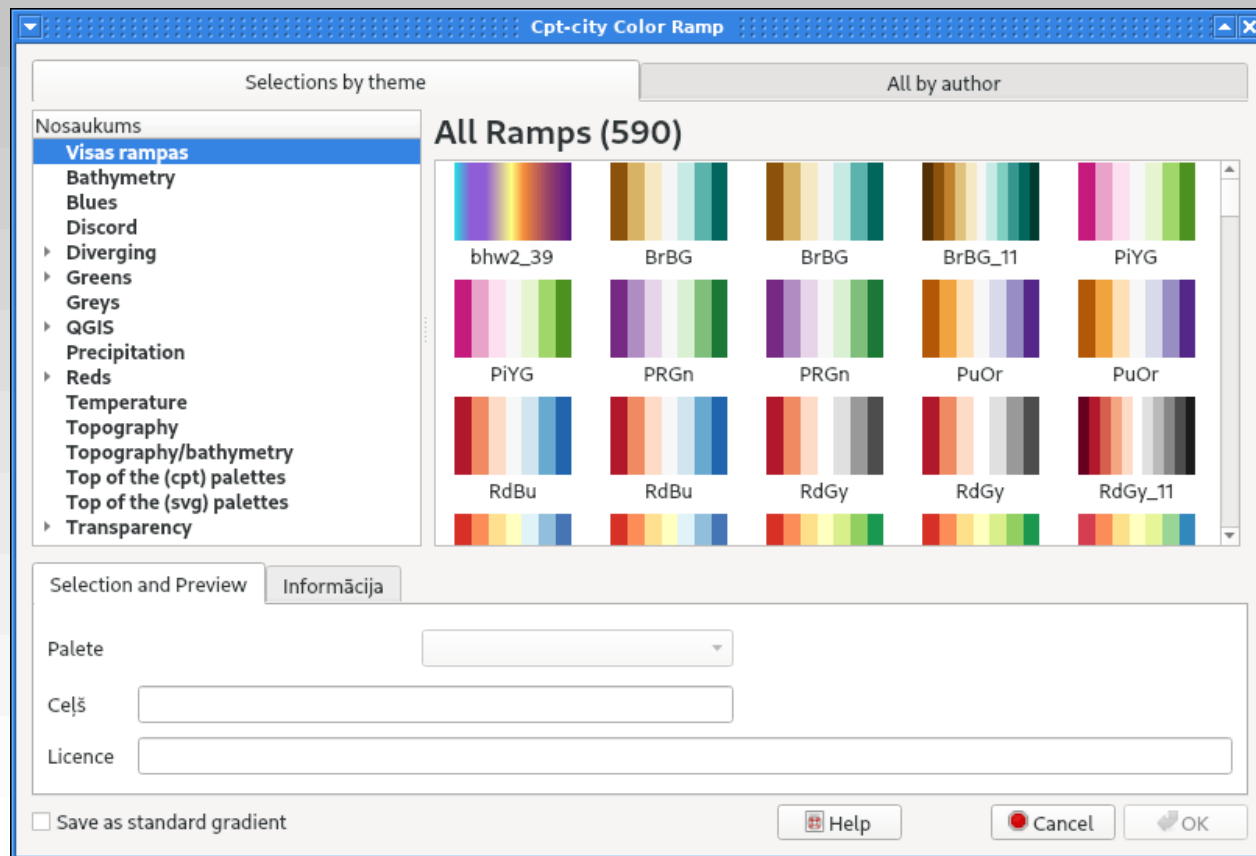 Cpt-city Color Ramp
Selections by theme
All by author
Nosaukums
Visas rampas
Bathymetry
Blues
Discord
Diverging
Greens
Greys
QGIS
Precipitation
Reds
Temperature
Topography
Topography/bathymetry
Top of the (cpt) palettes
Top of the (svg) palettes
Transparency
All Ramps (590)
bhw2_39 BrBG BrBG BrBG_11 PiYG
PiYG PRGn PRGn PuOr PuOr
RdBu RdBu RdGy RdGy RdGy_11
Selection and Preview
Informācija
Palete
Ceļš
Licence
Save as standard gradient
Help
Cancel
OK